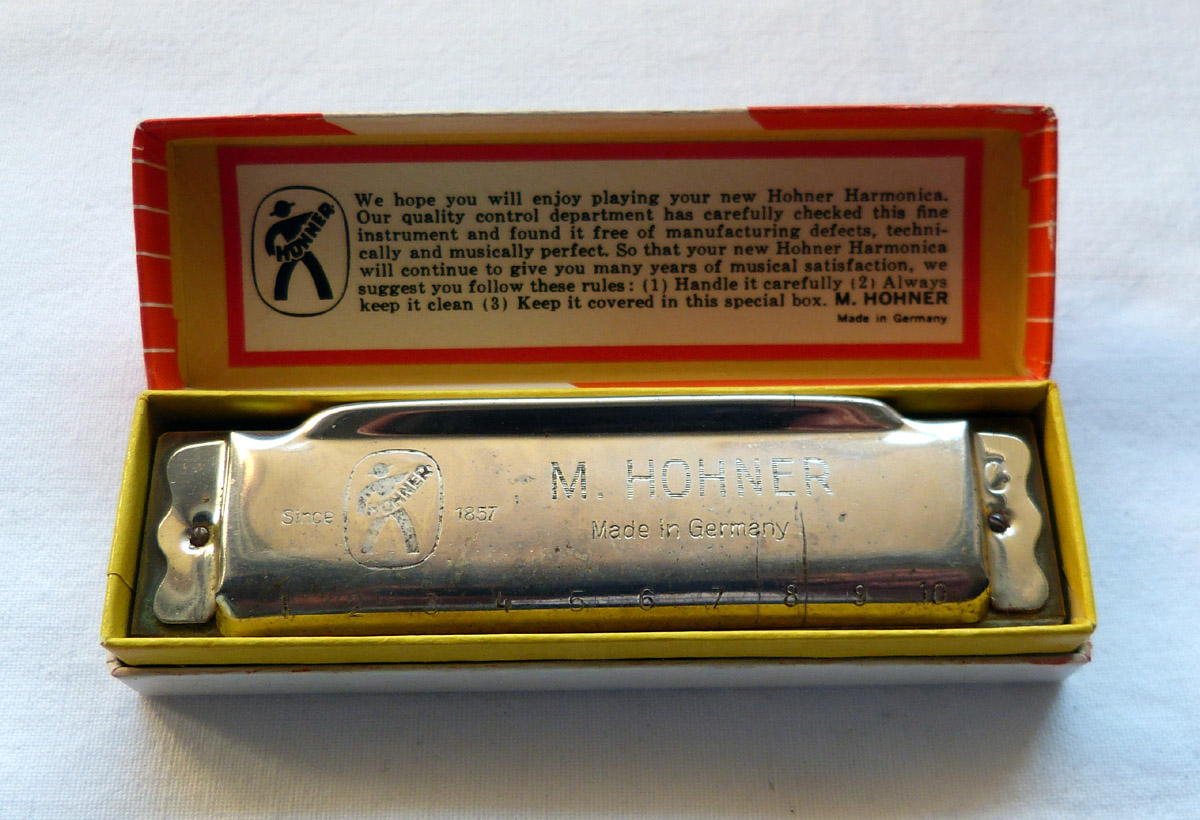 We hope you will enjoy playing your new Hohner Harmonica.
Our quality control department has carefully checked this fine
instrument and found it free of manufacturing defects, techni-
cally and musically perfect. So that your new Hohner Harmonica
will continue to give you many years of musical satisfaction, we
suggest you follow these rules: (1) Handle it carefully (2) Always
keep it clean (3) Keep it covered in this special box. M. HOHNER
Made in Germany
HOHNER
M. HOHNER
Since HOHNER 1857
Made in Germany
1 2 3 4 5 6 7 8 9 10